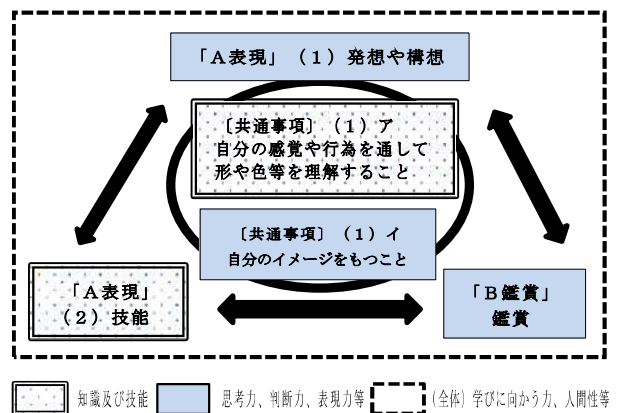 「Ａ表現」（１）発想や構想
〔共通事項〕（１）ア
自分の感覚や行為を通して
形や色等を理解すること
〔共通事項〕（１）イ
自分のイメージをもつこと
「Ａ表現」
（２）技能
「Ｂ鑑賞」
鑑賞
知識及び技能 思考力、判断力、表現力等 （全体）学びに向かう力、人間性等